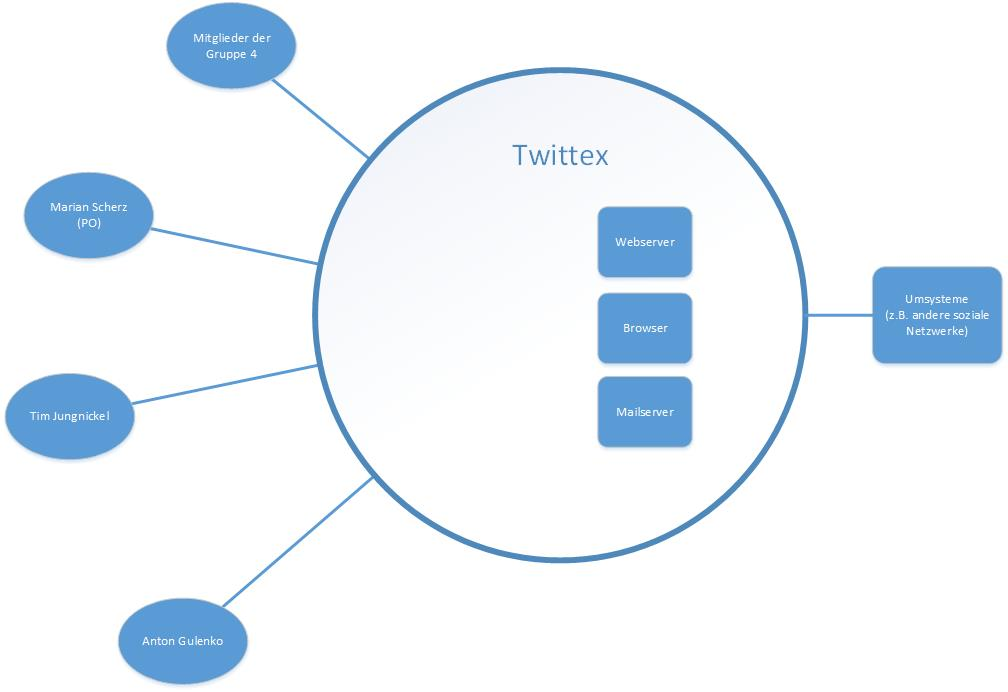 Mitglieder der
Gruppe 4
Twittex
Marian Scherz
(PO)
Webserver
Umsysteme
(z.B. andere soziale
Netzwerke)
Browser
Tim Jungnickel
Mailserver
Anton Gulenko